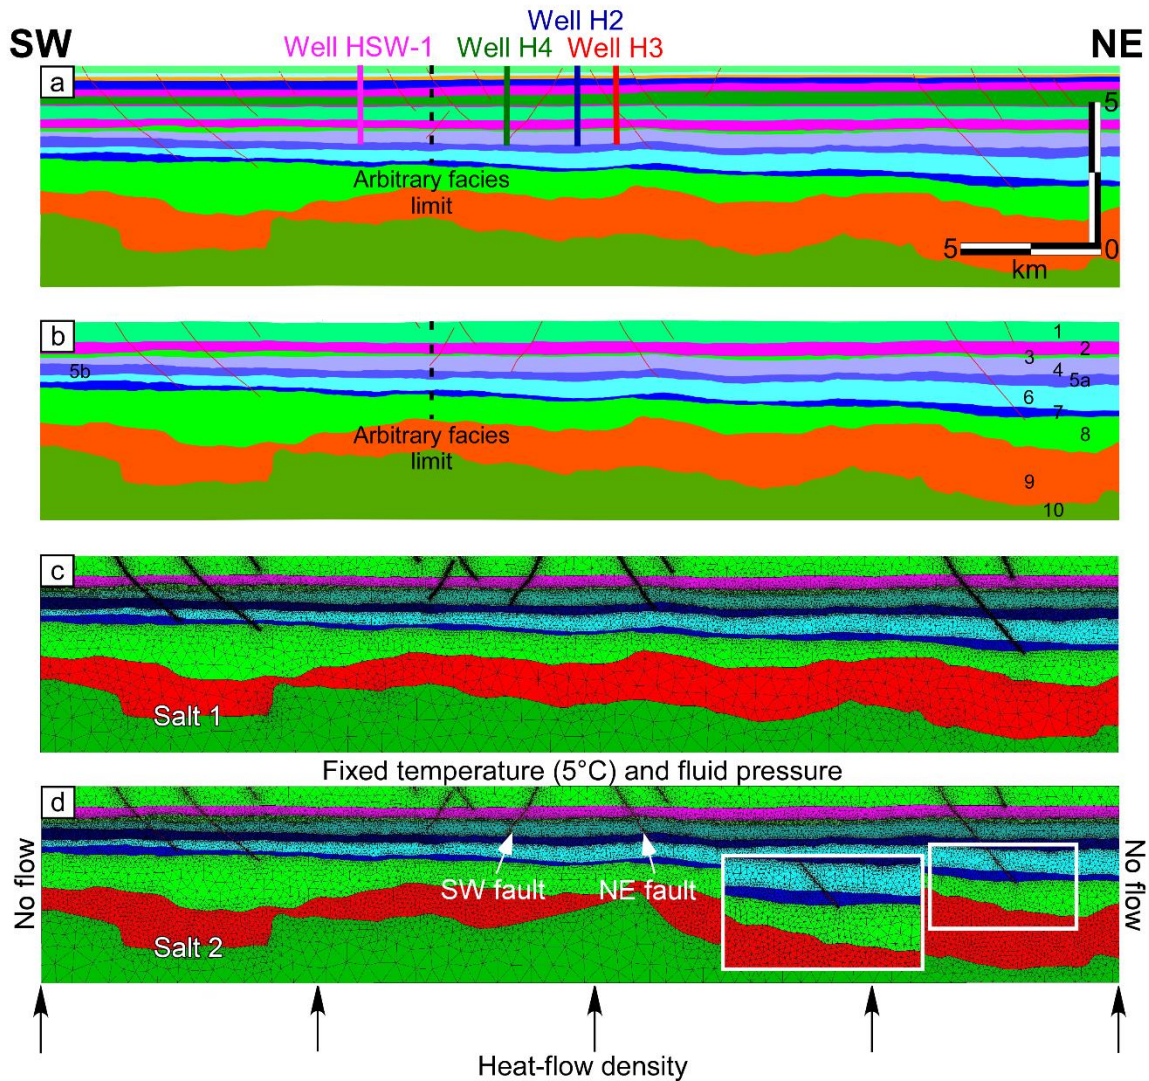 SW
Well H2
NE
Well HSW-1
Well H4
Well H3
a
5
Arbitrary facies
limit
5
0
km
b
1
2
3
5b
4
5a
6
7
Arbitrary facies
limit
8
9
10
c
Salt 1
Fixed temperature (5°C) and fluid pressure
d
No flow
SW fault
NE fault
No flow
Salt 2
Heat-flow density